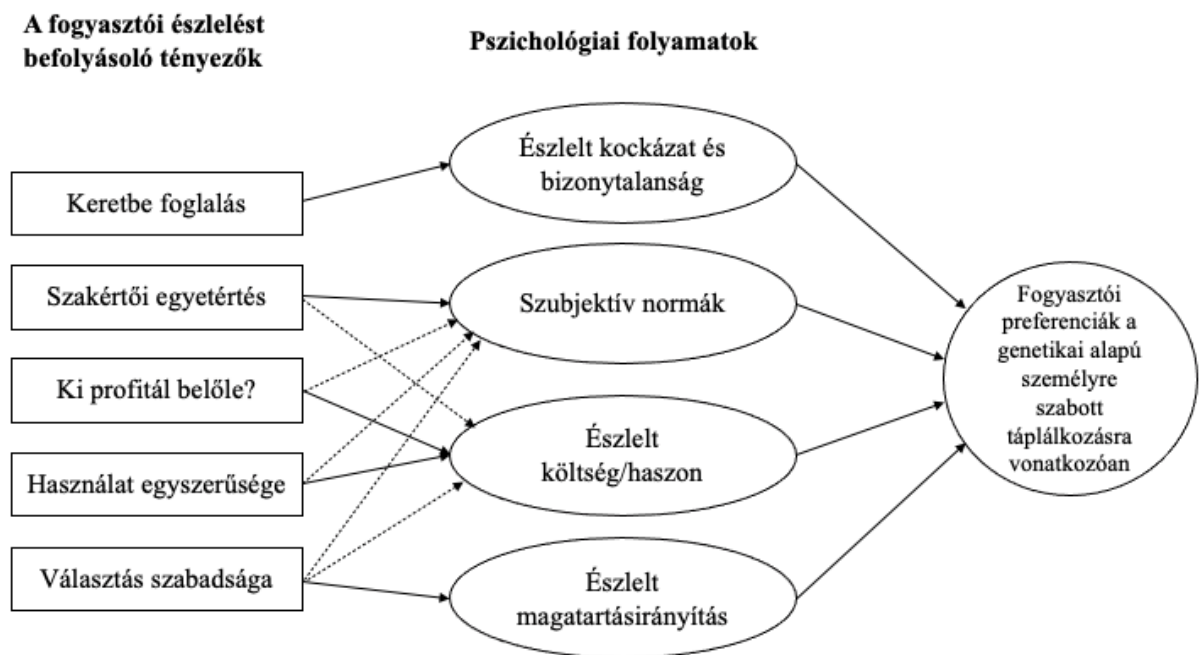 A fogyasztói észlelést
befolyásoló tényezők
Pszichológiai folyamatok
Keretbe foglalás
Szakértői egyetértés
Ki profitál belőle?
Használat egyszerűsége
Választás szabadsága
Észlelt kockázat és
bizonytalanság
Szubjektív normák
Észlelt
költség/haszon
Észlelt
magatartásirányítás
Fogyasztói
preferenciák a
genetikai alapú
személyre
szabott
táplálkozásra
vonatkozóan